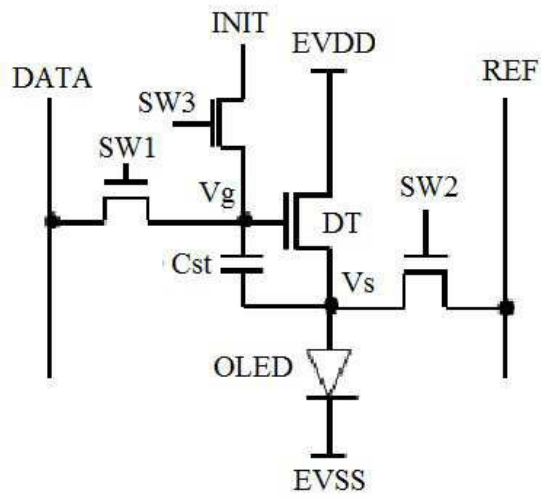 INIT
EVDD
DATA
REF
SW3
SW1
SW2
Vg
DT
Cst
Vs
OLED
EVSS